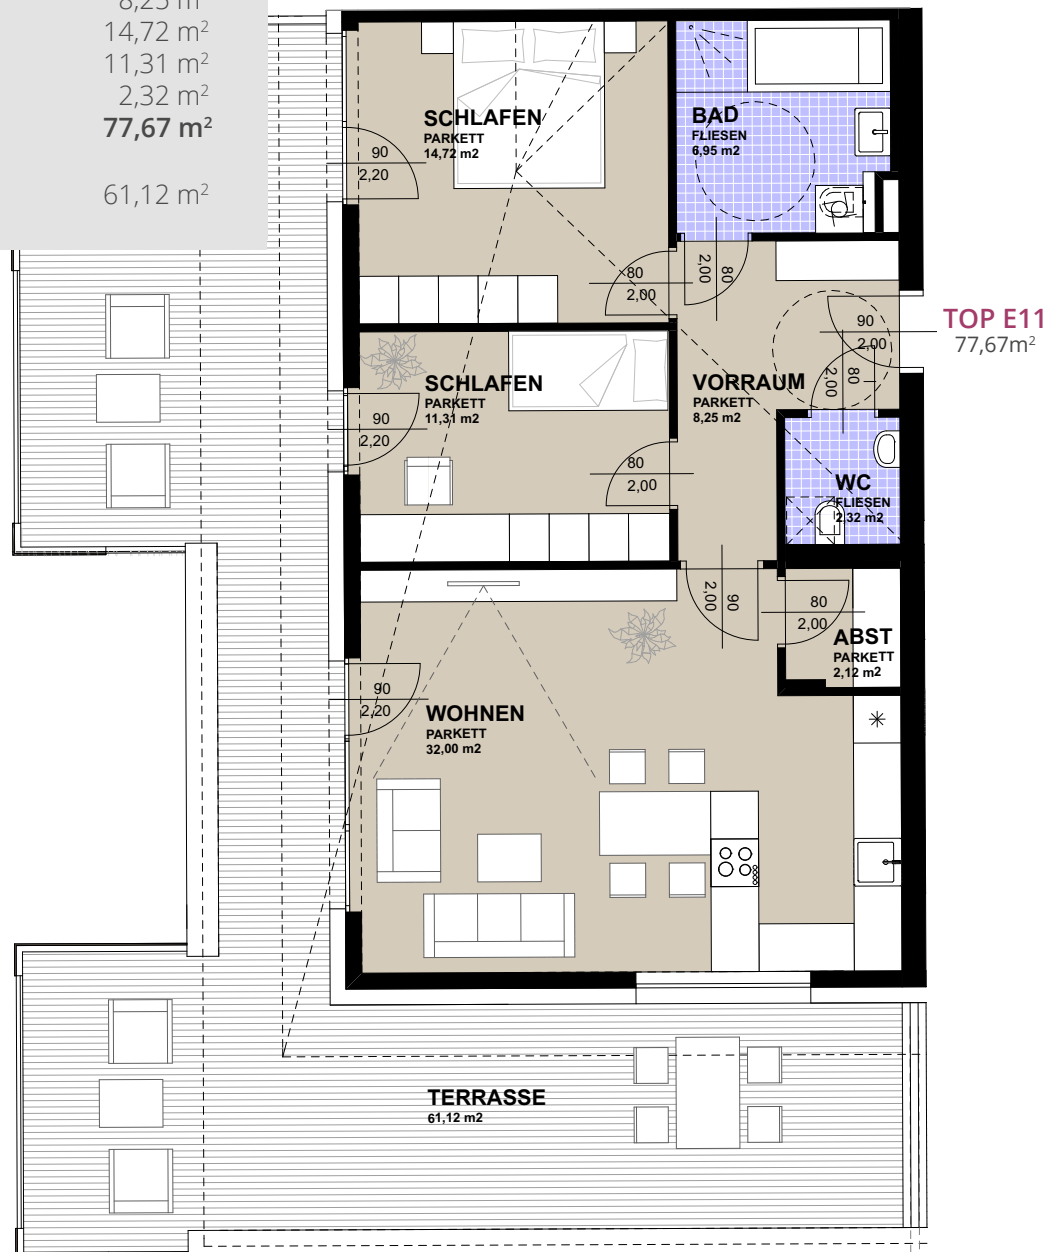 8,25 m²
14,72 m²
11,31 m²
2,32 m²
77,67 m²
61,12 m²
SCHLAFEN
PARKETT
14,72 m2
90
2,20
BAD
FLIESEN
6,95 m2
80
2,00
80
2,00
TOP E11
77,67m²
90
2,00
80
2,00
SCHLAFEN
PARKETT
11,31 m2
90
2,20
80
2,00
VORRAUM
PARKETT
8,25 m2
WC
FLIESEN
2,32 m2
90
2,00
80
2,00
ABST
PARKETT
2,12 m2
90
2,20
WOHNEN
PARKETT
32,00 m2
TERRASSE
61,12 m2